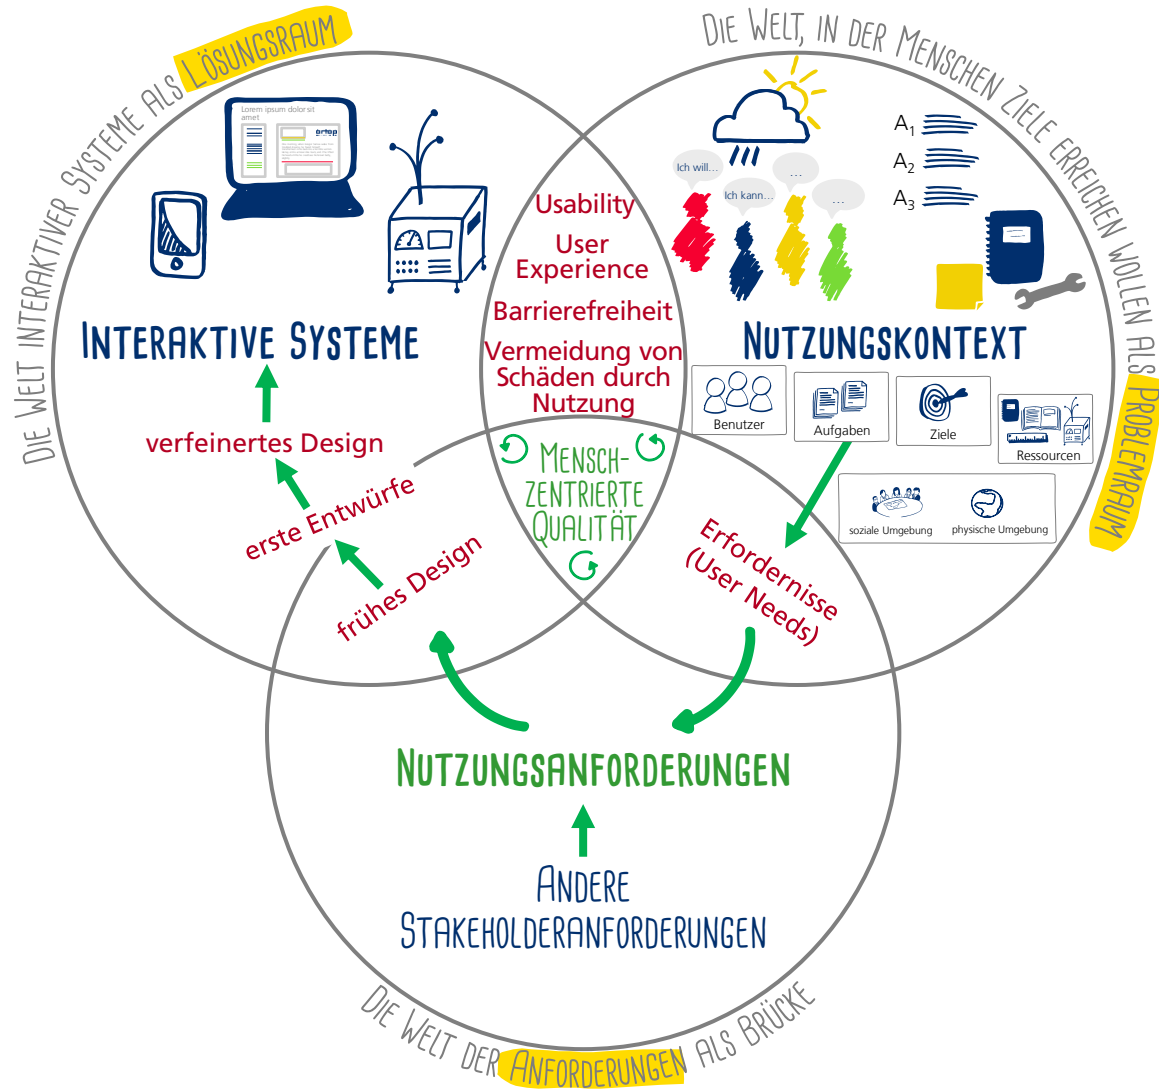 DIE WELT INTERAKTIVER SYSTEME ALS LÖSUNGSRAUM
DIE WELT, IN DER MENSCHEN ZIELE ERREICHEN WOLLEN ALS PROBLEMRAUM
Lorem ipsum dolor sit
amet
artop
INTERAKTIVE SYSTEME
verfeinertes Design
erste Entwürfe
frühes Design
Usability
User
Experience
Barrierefreiheit
Vermeidung von
Schäden durch
Nutzung
MENSCH-
ZENTRIERTE
QUALITÄT
Ich will...
Ich kann...
...
...
A1
A2
A3
NUTZUNGSKONTEXT
Benutzer
Aufgaben
Ziele
Ressourcen
soziale Umgebung
physische Umgebung
Erfordernisse
(User Needs)
NUTZUNGSANFORDERUNGEN
ANDERE
STAKEHOLDERANFORDERUNGEN
DIE WELT DER ANFORDERUNGEN ALS BRÜCKE